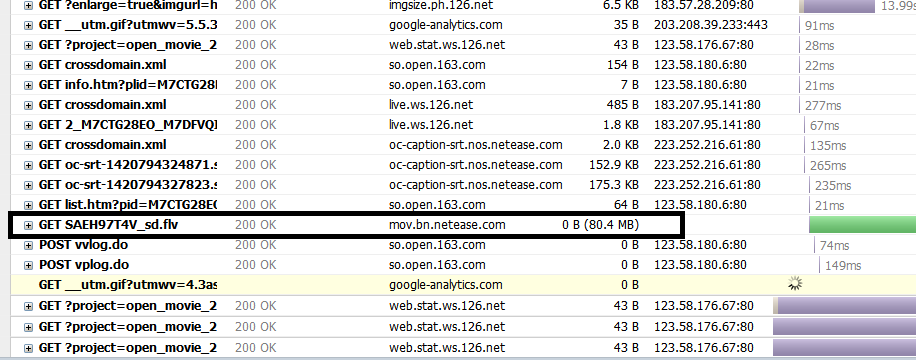 GET ?enlarge=true&imgurl=h 200 OK imgsize.ph.126.net 6.5 KB 183.57.28.209:80 13.99s
GET __utm.gif?utmwv=5.5.3 200 OK google-analytics.com 35 B 203.208.39.233:443 91ms
GET ?project=open_movie_2 200 OK web.stat.ws.126.net 43 B 123.58.176.67:80 28ms
GET crossdomain.xml 200 OK so.open.163.com 154 B 123.58.180.6:80 22ms
GET info.htm?plid=M7CTG28E 200 OK so.open.163.com 7 B 123.58.180.6:80 21ms
GET crossdomain.xml 200 OK live.ws.126.net 485 B 183.207.95.141:80 277ms
GET 2_M7CTG28EO_M7DFVQI 200 OK live.ws.126.net 1.8 KB 183.207.95.141:80 67ms
GET crossdomain.xml 200 OK oc-caption-srt.nos.netease.com 2.0 KB 223.252.216.61:80 135ms
GET oc-srt-1420794324871.s 200 OK oc-caption-srt.nos.netease.com 152.9 KB 223.252.216.61:80 265ms
GET oc-srt-1420794327823.s 200 OK oc-caption-srt.nos.netease.com 175.3 KB 223.252.216.61:80 235ms
GET list.htm?pid=M7CTG28EO 200 OK so.open.163.com 64 B 123.58.180.6:80 21ms
GET SAEH97T4V_sd.flv 200 OK mov.bn.netease.com 0 B (80.4 MB)
POST vvlog.do 200 OK so.open.163.com 0 B 123.58.180.6:80 74ms
POST vplog.do 200 OK so.open.163.com 0 B 123.58.180.6:80 149ms
GET __utm.gif?utmwv=4.3as google-analytics.com 0 B
GET ?project=open_movie_2 200 OK web.stat.ws.126.net 43 B 123.58.176.67:80
GET ?project=open_movie_2 200 OK web.stat.ws.126.net 43 B 123.58.176.67:80
GET ?project=open_movie_2 200 OK web.stat.ws.126.net 43 B 123.58.176.67:80